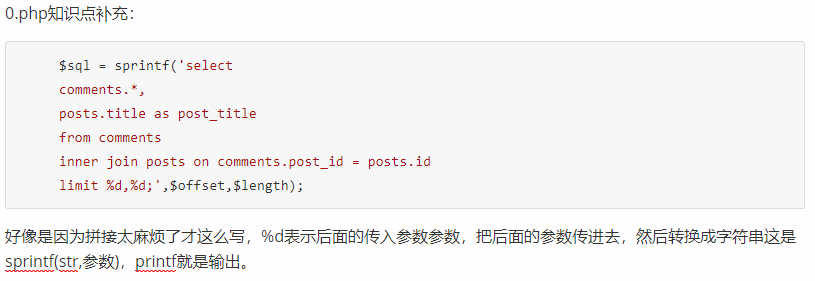 0.php知识点补充：
$sql = sprintf('select
comments.*,
posts.title as post_title
from comments
inner join posts on comments.post_id = posts.id
limit %d,%d;',$offset,$length);
好像是因为拼接太麻烦了才这么写，%d表示后面的传入参数参数，把后面的参数传进去，然后转换成字符串这是
sprintf(str,参数)，printf就是输出。